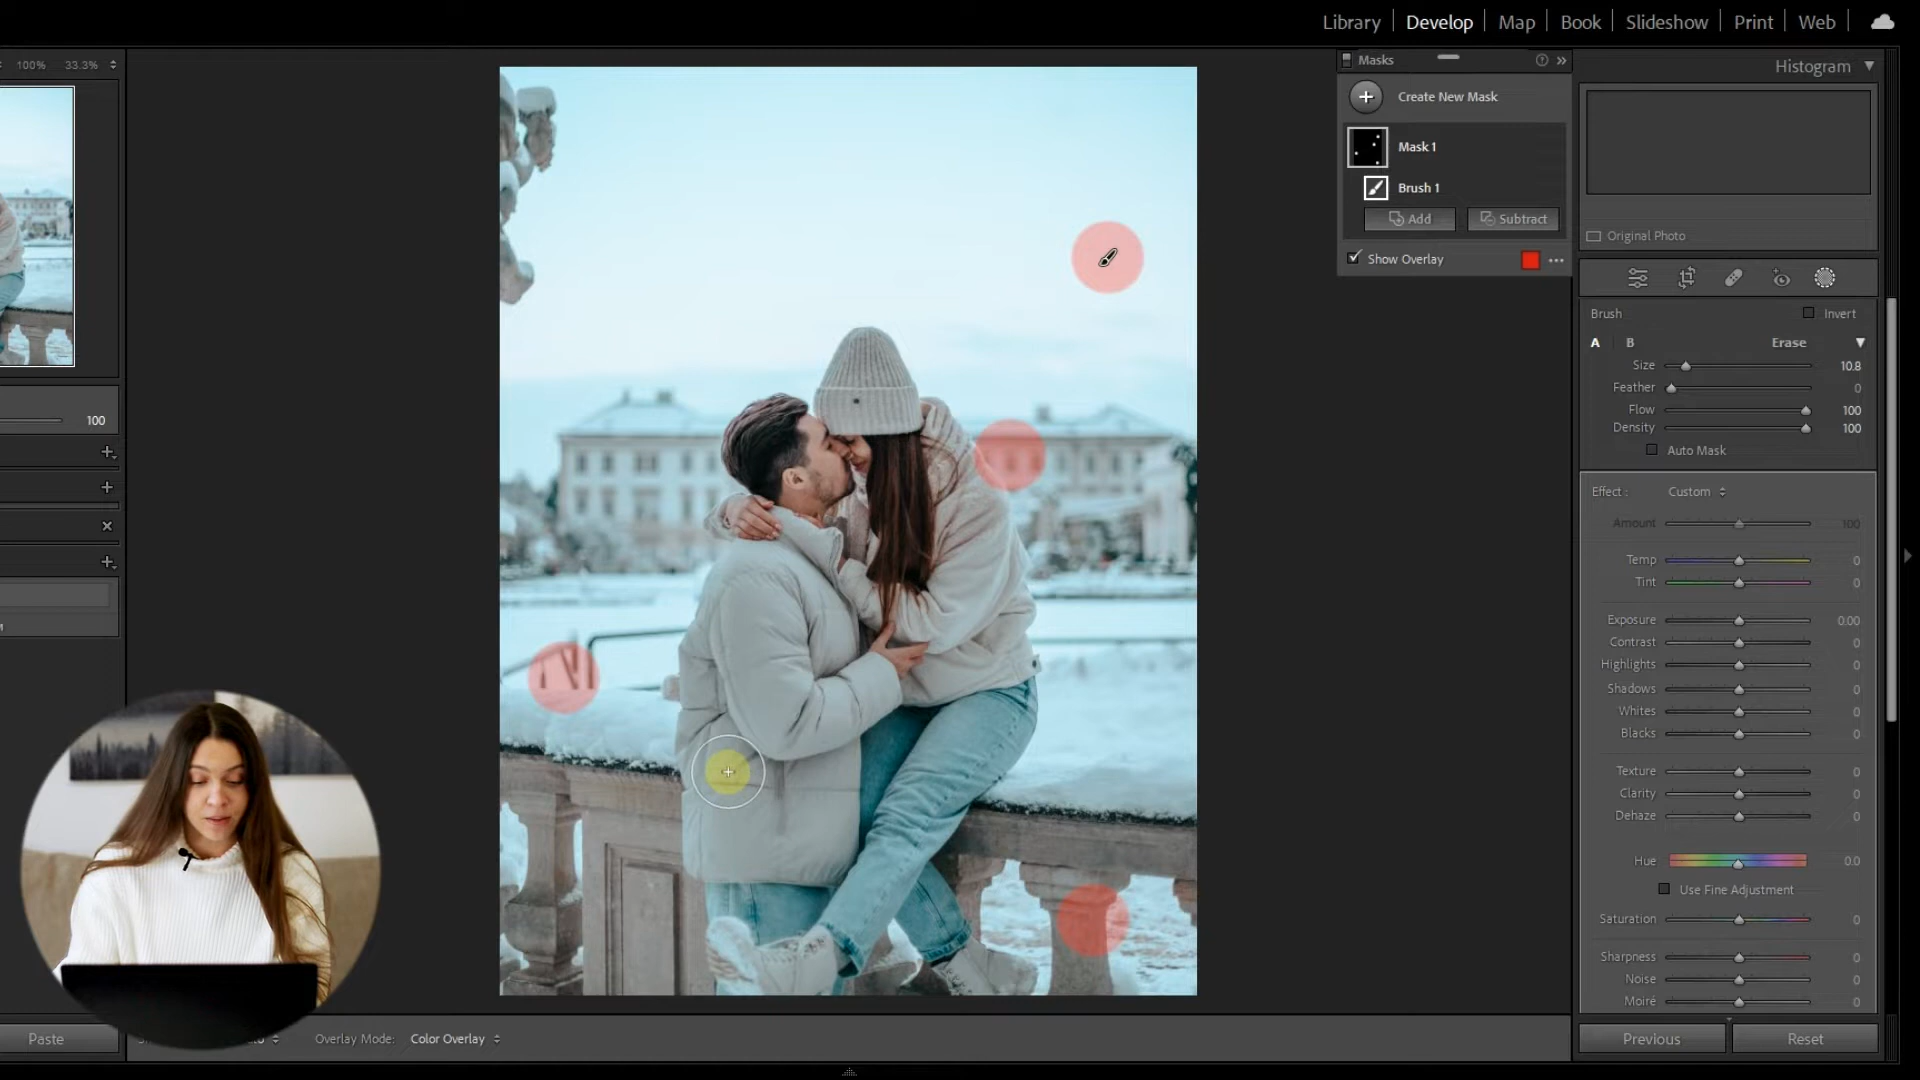 Library | Develop | Map | Book | Slideshow | Print | Web
100% 33.3%
Masks
Histogram
Create New Mask
Mask 1
Brush 1
Add Subtract
Original Photo
Show Overlay
Brush Invert
A B Erase
Size 10.8
Feather 0
Flow 100
Density 100
Auto Mask
100
Effect : Custom
Amount 100
Temp 0
Tint 0
Exposure 0.00
Contrast 0
Highlights 0
Shadows 0
Whites 0
Blacks 0
Texture 0
Clarity 0
Dehaze 0
Hue 0.0
Use Fine Adjustment
Saturation 0
Sharpness 0
Noise 0
Moiré 0
Paste
Overlay Mode: Color Overlay
Previous Reset